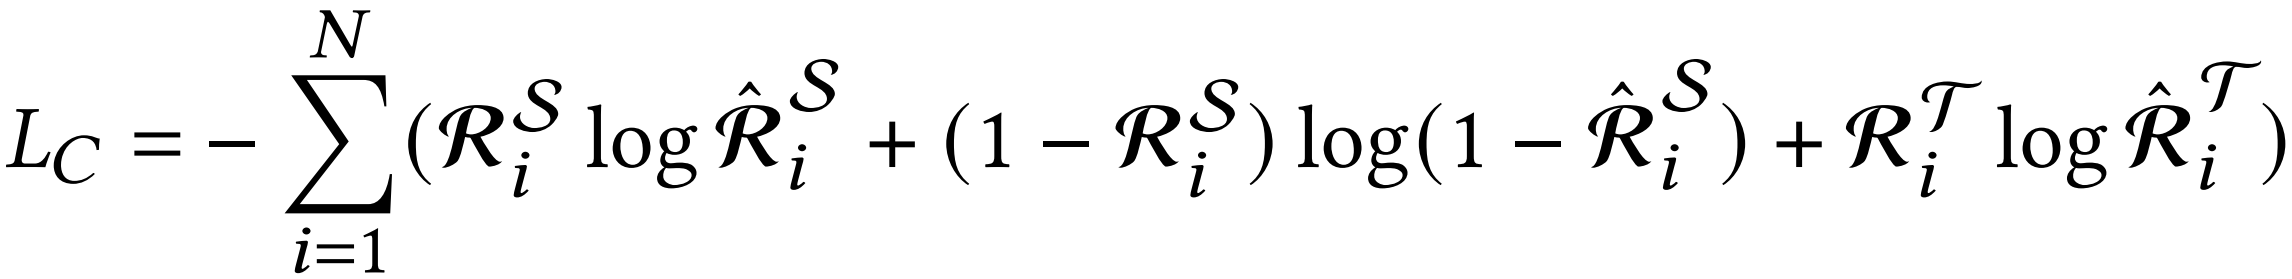 $L_C = -\sum_{i=1}^{N} (\mathcal{R}_i^{\mathcal{S}} \log \hat{\mathcal{R}}_i^{\mathcal{S}} + (1 - \mathcal{R}_i^{\mathcal{S}}) \log(1 - \hat{\mathcal{R}}_i^{\mathcal{S}}) + \mathcal{R}_i^{\mathcal{T}} \log \hat{\mathcal{R}}_i^{\mathcal{T}})$